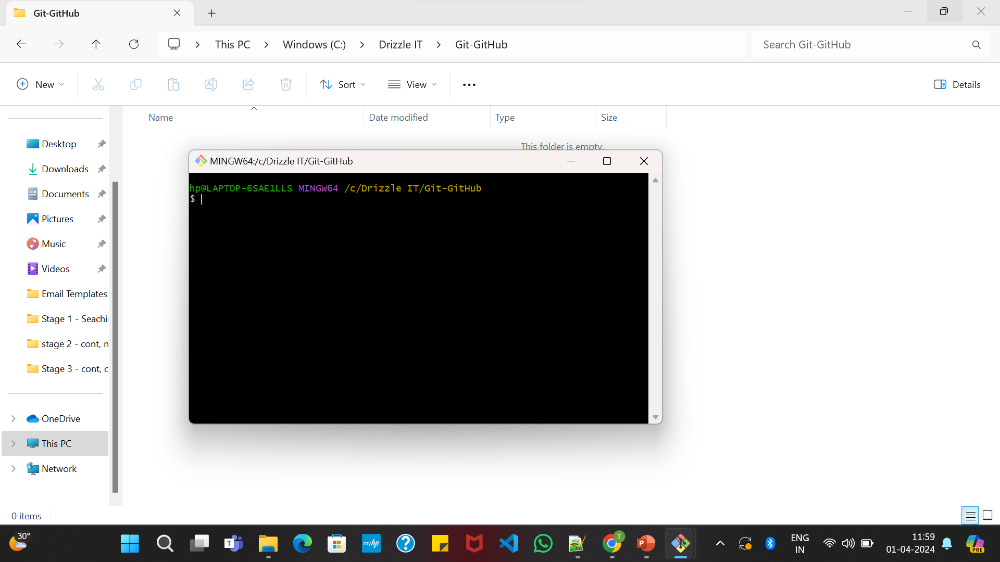 Git-GitHub
This PC
Windows (C:)
Drizzle IT
Git-GitHub
Search Git-GitHub
New
Sort
View
Details
Name
Date modified
Type
Size
This folder is empty.
Desktop
Downloads
Documents
Pictures
Music
Videos
Email Templates
Stage 1 - Seachi
stage 2 - cont,
Stage 3 - cont, c
OneDrive
This PC
Network
MINGW64:/c/Drizzle IT/Git-GitHub
hp@LAPTOP-6SAE1LLS MINGW64 /c/Drizzle IT/Git-GitHub
$
0 items
30°
T
myhp
?
T
P
ENG
IN
11:59
01-04-2024
PRE